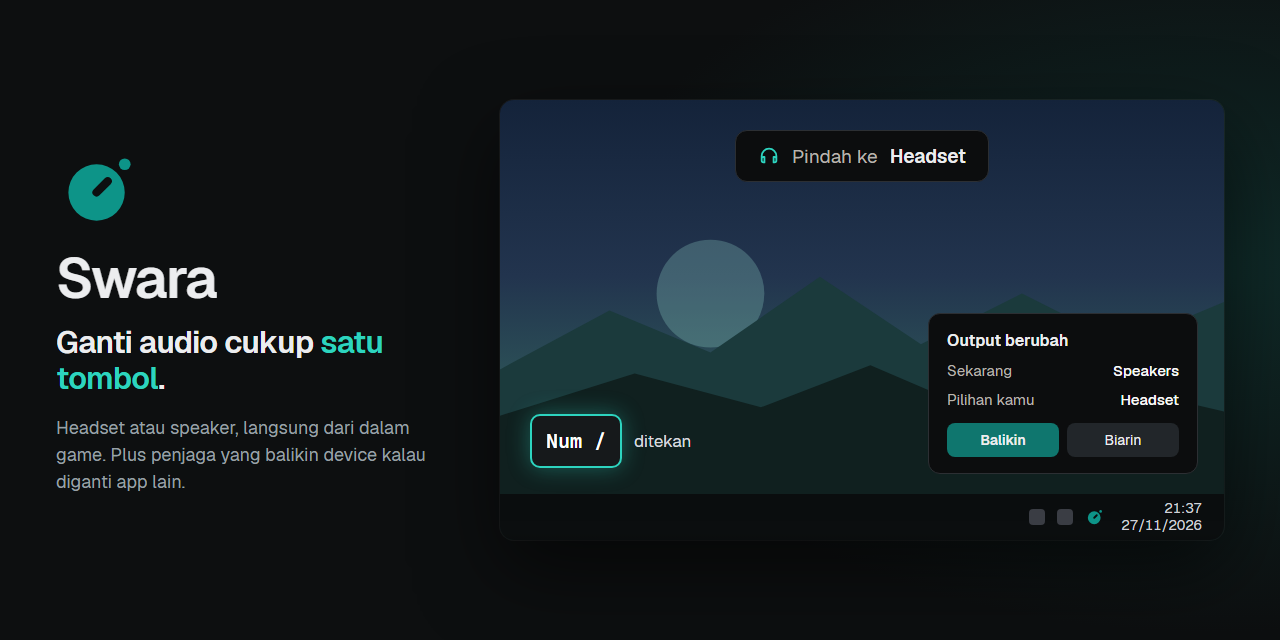 Swara
Ganti audio cukup satu
tombol.
Headset atau speaker, langsung dari dalam
game. Plus penjaga yang balikin device kalau
diganti app lain.
Pindah ke Headset
Output berubah
Sekarang Speakers
Pilihan kamu Headset
Balikin Biarin
Num / ditekan
21:37
27/11/2026